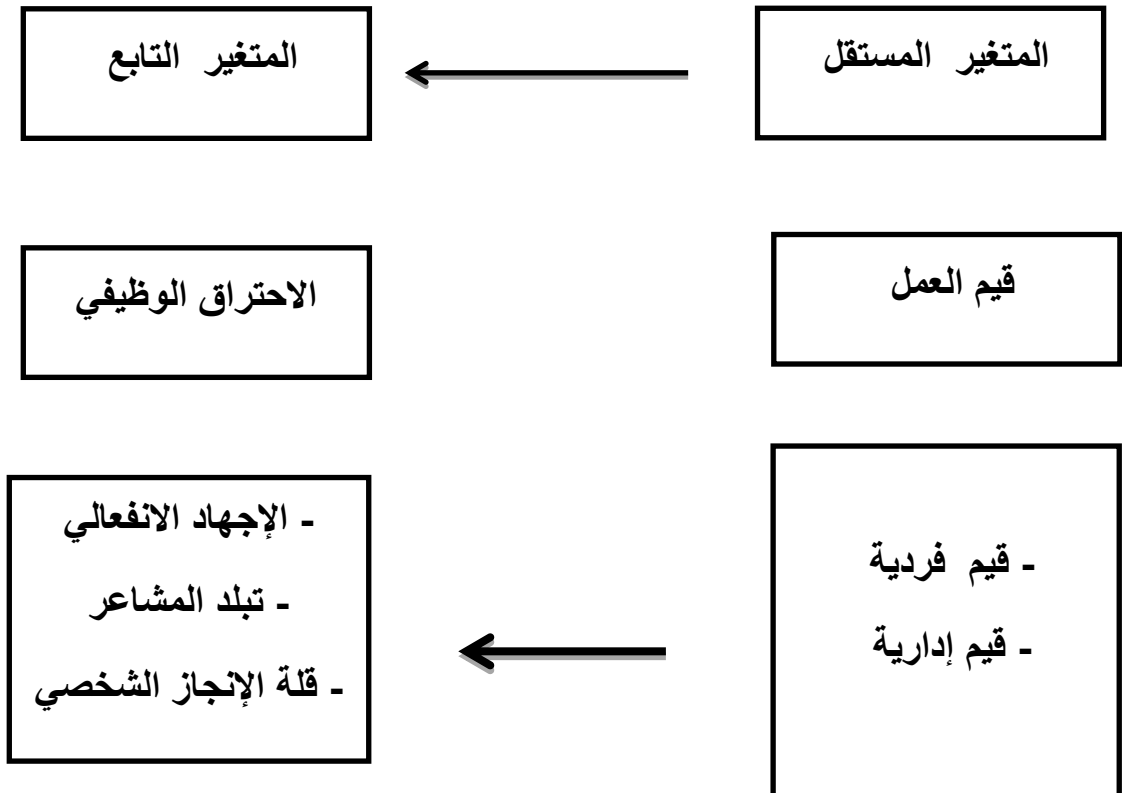 المتغير المستقل
المتغير التابع
قيم العمل
الاحتراق الوظيفي
- قيم فردية
- قيم إدارية
- الإجهاد الانفعالي
- تبلد المشاعر
- قلة الإنجاز الشخصي